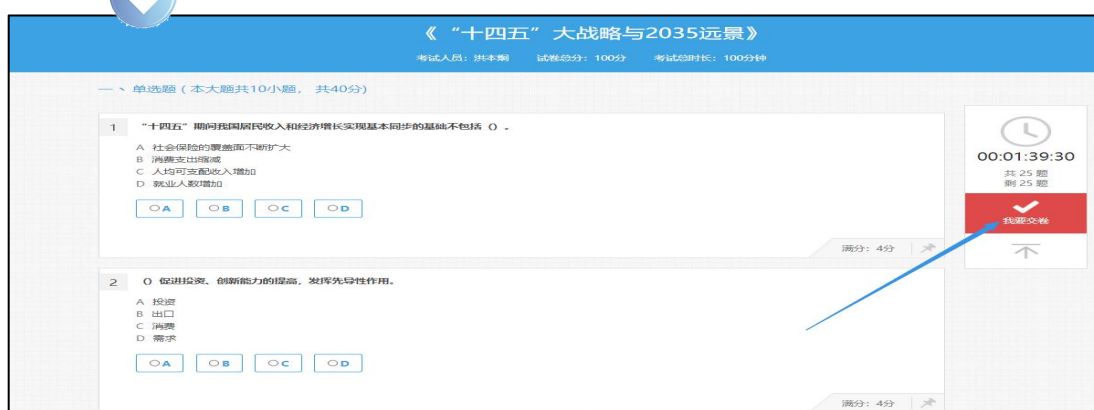 《“十四五”大战略与2035远景》
考试人员：洪本期 试卷总分：100分 考试总时长：100分钟
一、单选题（本大题共10小题， 共40分）
1 “十四五”期间我国居民收入和经济增长实现基本同步的基础不包括（）。
A 社会保险的覆盖面不断扩大
B 消费支出缩减
C 人均可支配收入增加
D 就业人数增加
A B C D
满分：4分
2 （）促进投资、创新能力的提高，发挥先导性作用。
A 投资
B 出口
C 消费
D 需求
A B C D
满分：4分
00:01:39:30
共 25 题
剩 25 题
我要交卷